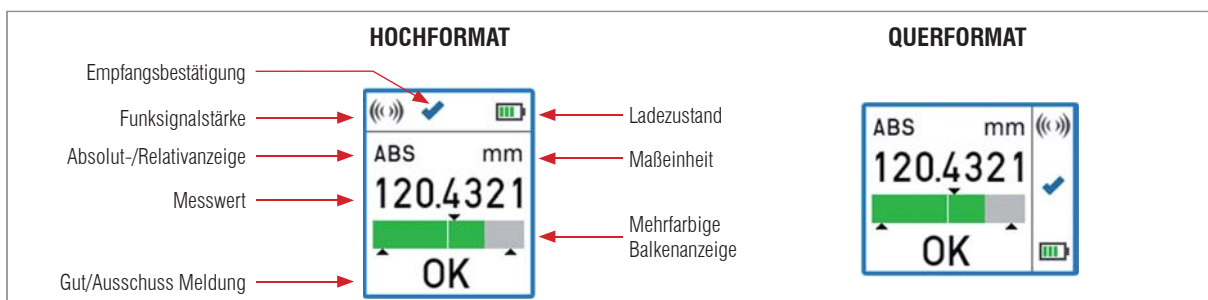 HOCHFORMAT
QUERFORMAT
Empfangsbestätigung
Funksignalstärke
Absolut-/Relativanzeige
Messwert
Gut/Ausschuss Meldung
ABS mm
120.4321
OK
Ladezustand
Maßeinheit
Mehrfarbige
Balkenanzeige
ABS mm
120.4321
OK